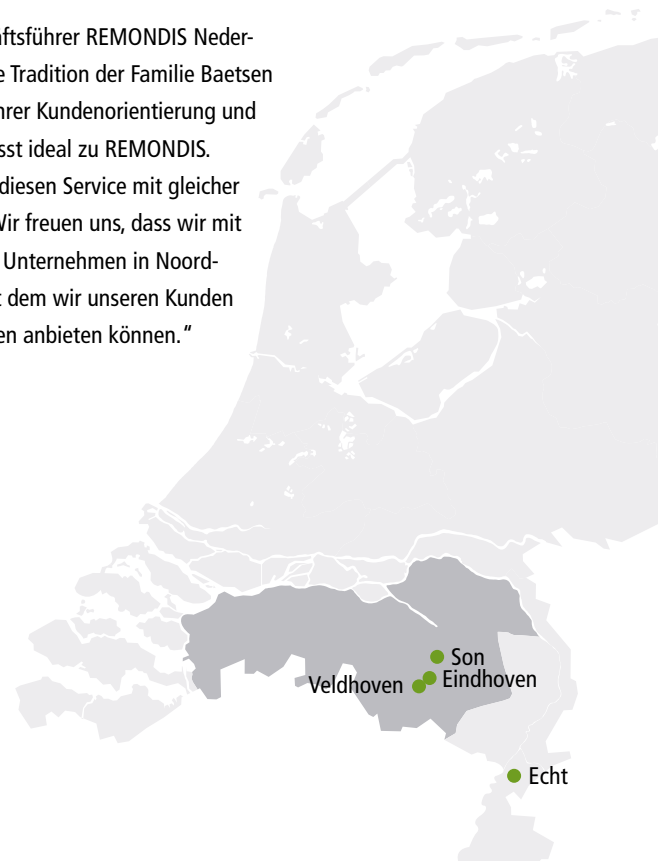 aftsführer REMONDIS Neder-
e Tradition der Familie Baetsen
hrer Kundenorientierung und
sst ideal zu REMONDIS.
diesen Service mit gleicher
Wir freuen uns, dass wir mit
Unternehmen in Noord-
t dem wir unseren Kunden
en anbieten können.“
Son
Eindhoven
Veldhoven
Echt